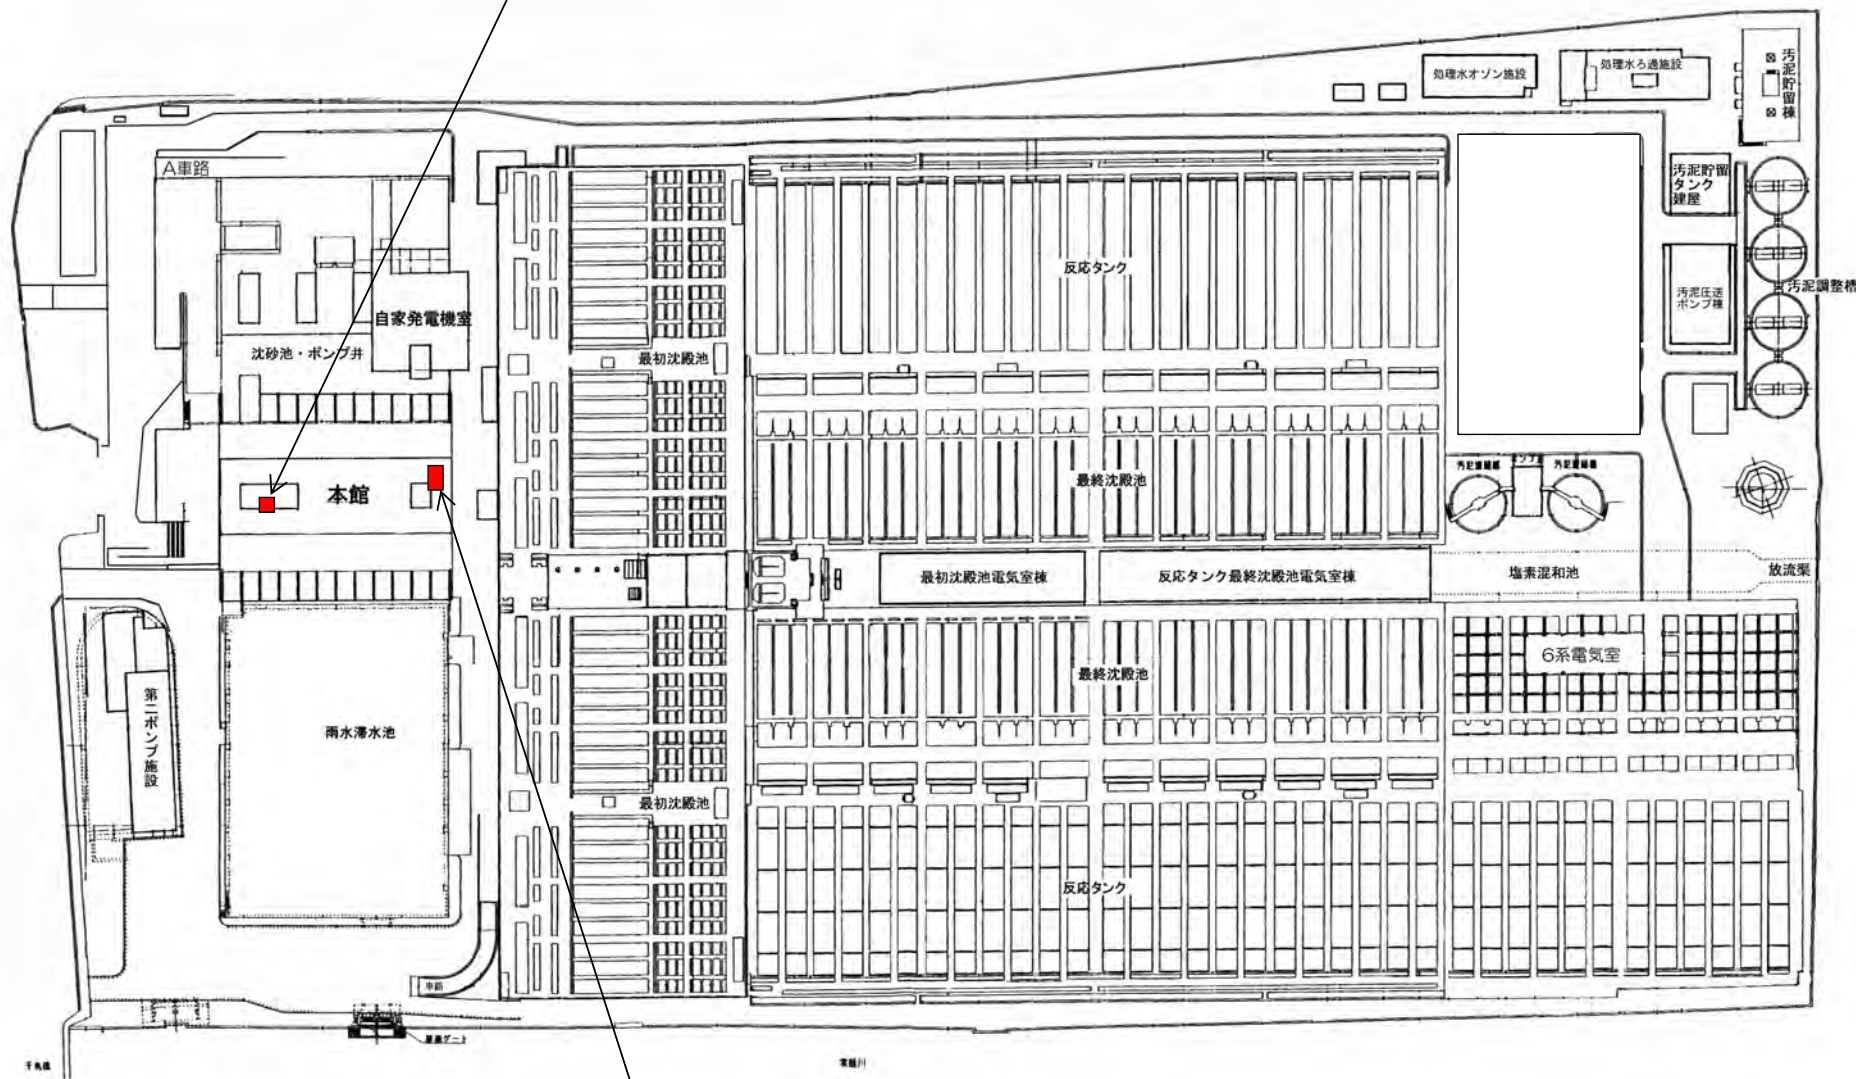 処理水オゾン施設
処理水ろ過施設
汚泥貯留棟
A車路
汚泥貯留
タンク
建屋
反応タンク
汚泥圧送
ポンプ棟
汚泥調整槽
自家発電機室
沈砂池・ポンプ井
最初沈殿池
本館
最終沈殿池
最初沈殿池電気室棟
反応タンク最終沈殿池電気室棟
塩素混和池
放流渠
6系電気室
最終沈殿池
第二ポンプ施設
雨水滞水池
最初沈殿池
反応タンク
車路